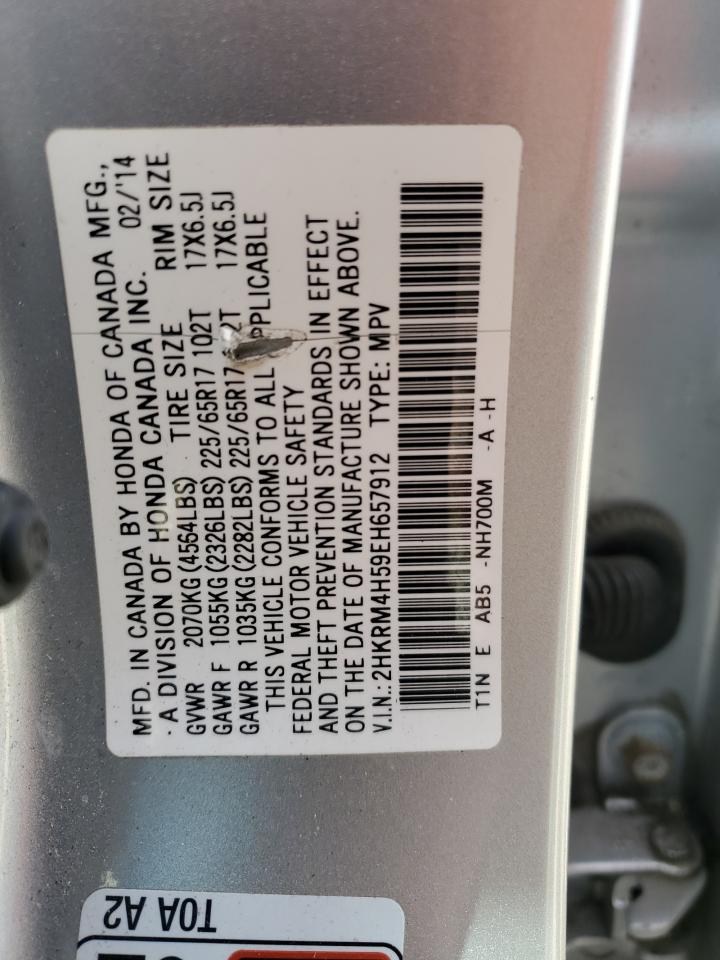 MFD. IN CANADA BY HONDA OF CANADA MFG.,
A DIVISION OF HONDA CANADA INC. 02/'14
GVWR 2070KG(4564LBS) TIRE SIZE RIM SIZE
GAWR F 1055KG(2326LBS) 225/65R17 102T 17X6.5J
GAWR R 1035KG(2282LBS) 225/65R17 2T 17X6.5J
THIS VEHICLE CONFORMS TO ALL PPLICABLE
FEDERAL MOTOR VEHICLE SAFETY
AND THEFT PREVENTION STANDARDS IN EFFECT
ON THE DATE OF MANUFACTURE SHOWN ABOVE.
V.I.N.:2HKRM4H59EH657912 TYPE: MPV
T1N E AB5 -NH700M -A -H
T0A A2